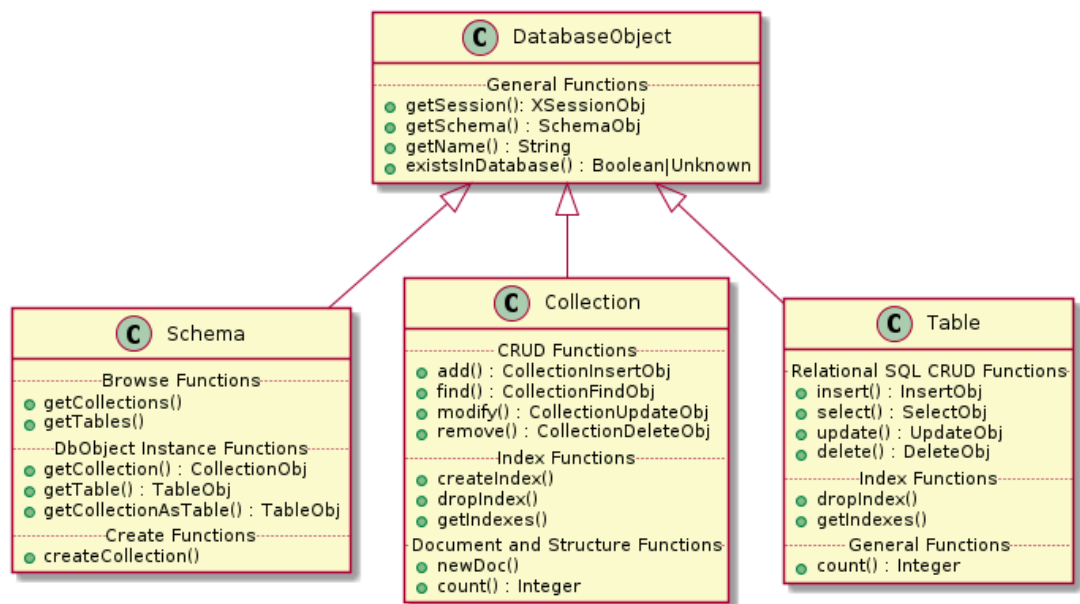 C DatabaseObject
General Functions
getSession(): XSessionObj
getSchema() : SchemaObj
getName() : String
existsInDatabase() : Boolean|Unknown
C Schema
Browse Functions
getCollections()
getTables()
DbObject Instance Functions
getCollection() : CollectionObj
getTable() : TableObj
getCollectionAsTable() : TableObj
Create Functions
createCollection()
C Collection
CRUD Functions
add() : CollectionInsertObj
find() : CollectionFindObj
modify() : CollectionUpdateObj
remove() : CollectionDeleteObj
Index Functions
createIndex()
dropIndex()
getIndexes()
Document and Structure Functions
newDoc()
count() : Integer
C Table
Relational SQL CRUD Functions
insert() : InsertObj
select() : SelectObj
update() : UpdateObj
delete() : DeleteObj
Index Functions
dropIndex()
getIndexes()
General Functions
count() : Integer